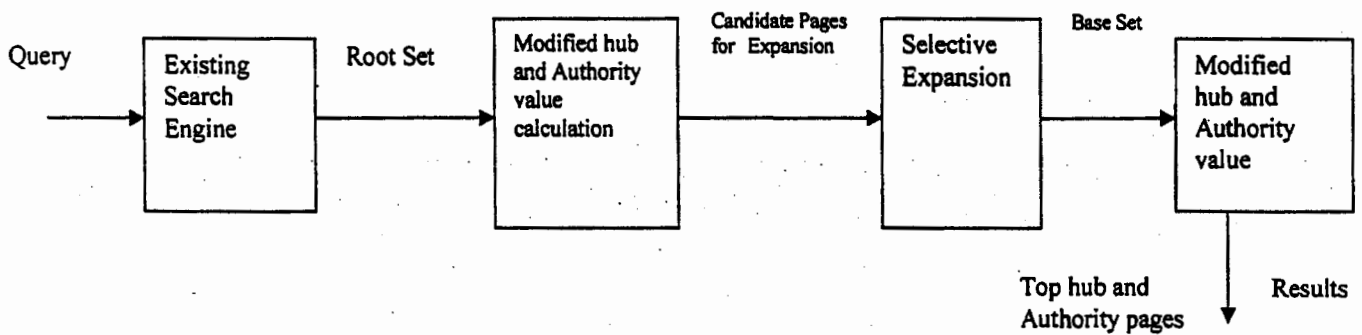 Query
Existing
Search
Engine
Root Set
Modified hub
and Authority
value
calculation
Candidate Pages
for Expansion
Selective
Expansion
Base Set
Modified
hub and
Authority
value
Top hub and
Authority pages
Results